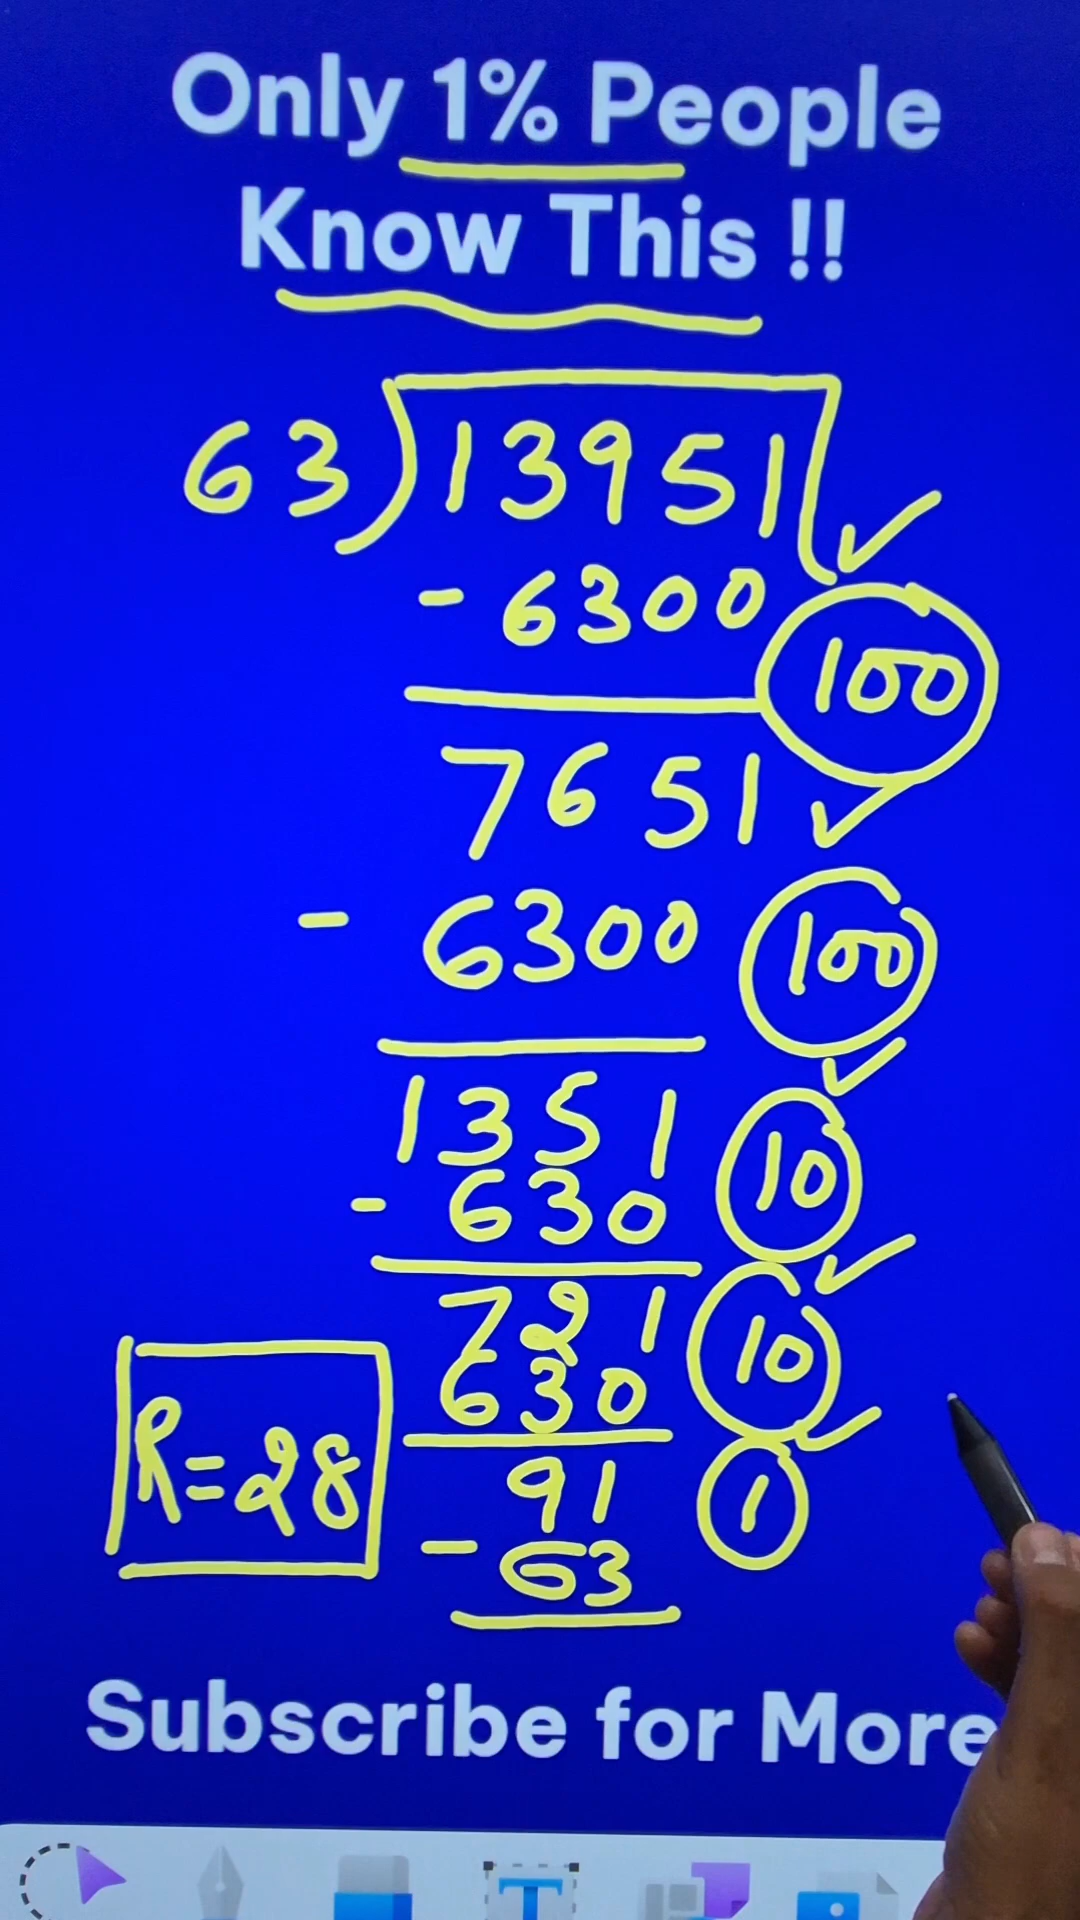 Only 1% People
Know This !!
63)13951
- 6300 100
7651
- 6300 100
1351
- 630 10
721
630 10
91
- 63 1
R=28
Subscribe for More
T